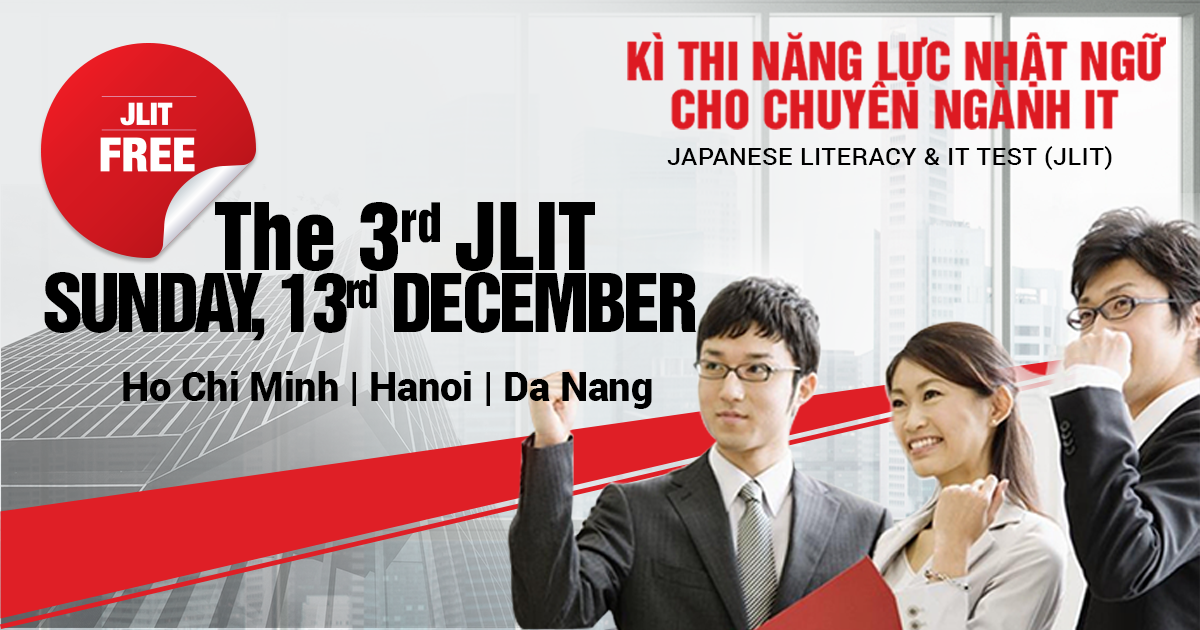 JLIT
FREE
KÌ THI NĂNG LỰC NHẬT NGỮ
CHO CHUYÊN NGÀNH IT
JAPANESE LITERACY & IT TEST (JLIT)
The 3rd JLIT
SUNDAY, 13rd DECEMBER
Ho Chi Minh | Hanoi | Da Nang